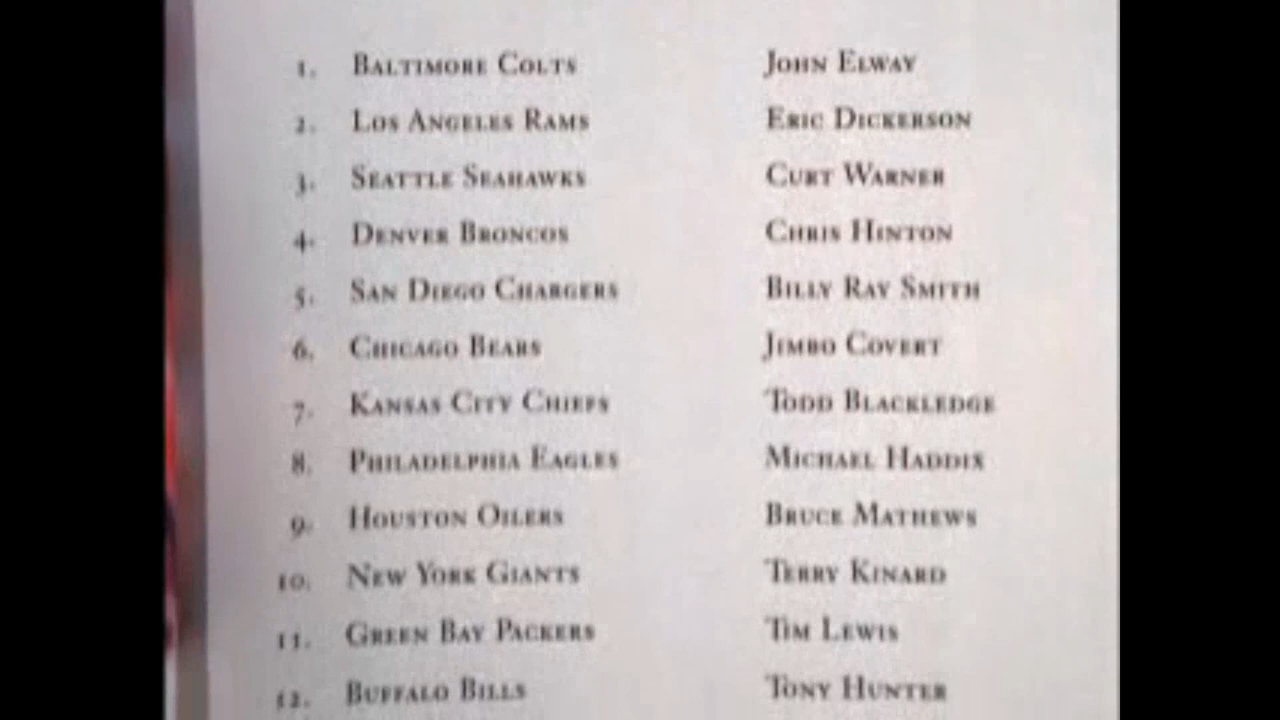 1. Baltimore Colts John Elway
2. Los Angeles Rams Eric Dickerson
3. Seattle Seahawks Curt Warner
4. Denver Broncos Chris Hinton
5. San Diego Chargers Billy Ray Smith
6. Chicago Bears Jimbo Covert
7. Kansas City Chiefs Todd Blackledge
8. Philadelphia Eagles Michael Haddix
9. Houston Oilers Bruce Mathews
10. New York Giants Terry Kinard
11. Green Bay Packers Tim Lewis
12. Buffalo Bills Tony Hunter